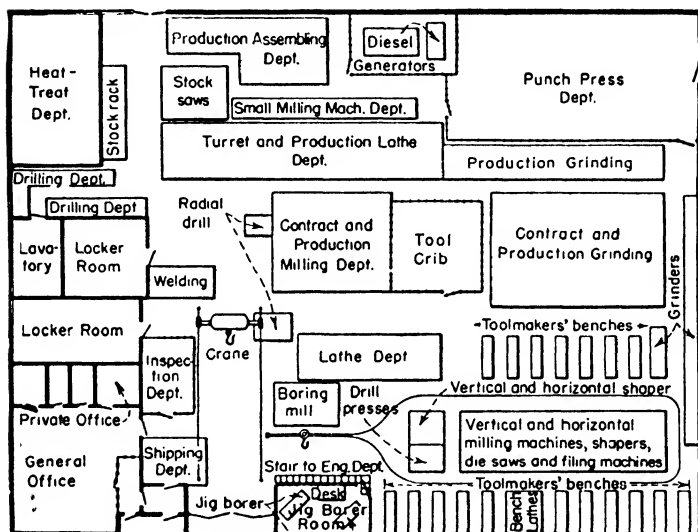 Production Assembling
Dept.
Diesel
Generators
Heat-
Treat
Dept.
Stockrack
Stock
saws
Small Milling Mach. Dept.
Punch Press
Dept.
Turret and Production Lathe
Dept.
Production Grinding
Drilling Dept.
Drilling Dept
Radial
drill
Contract and
Production
Milling Dept.
Tool
Crib
Contract and
Production Grinding
Lava-
tory
Locker
Room
Welding
Grinders
Locker Room
Crane
Inspec-
tion
Dept.
Lathe Dept
Toolmakers' benches
Boring
mill
Drill
presses
Vertical and horizontal shaper
Private Office
General
Office
Shipping
Dept.
Vertical and horizontal
milling machines, shapers,
die saws and filing machines
Stair to Eng. Dept.
Toolmakers' benches
Jig borer
Desk
Jig Borer
Room
Bench
Lathes